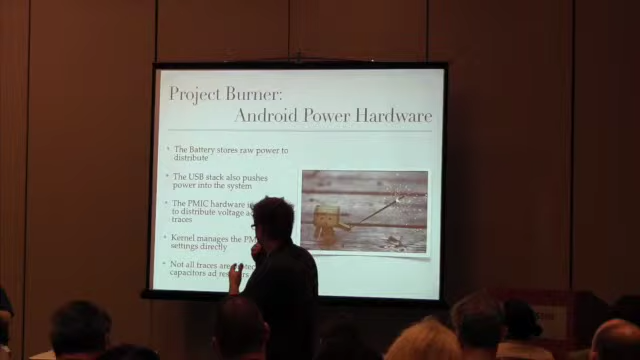 Project Burner:
Android Power Hardware
The Battery stores raw power to
distribute
The USB stack also pushes
power into the system
The PMIC hardware
to distribute voltage
traces
Kernel manages the
settings directly
Not all traces are
capacitors ad